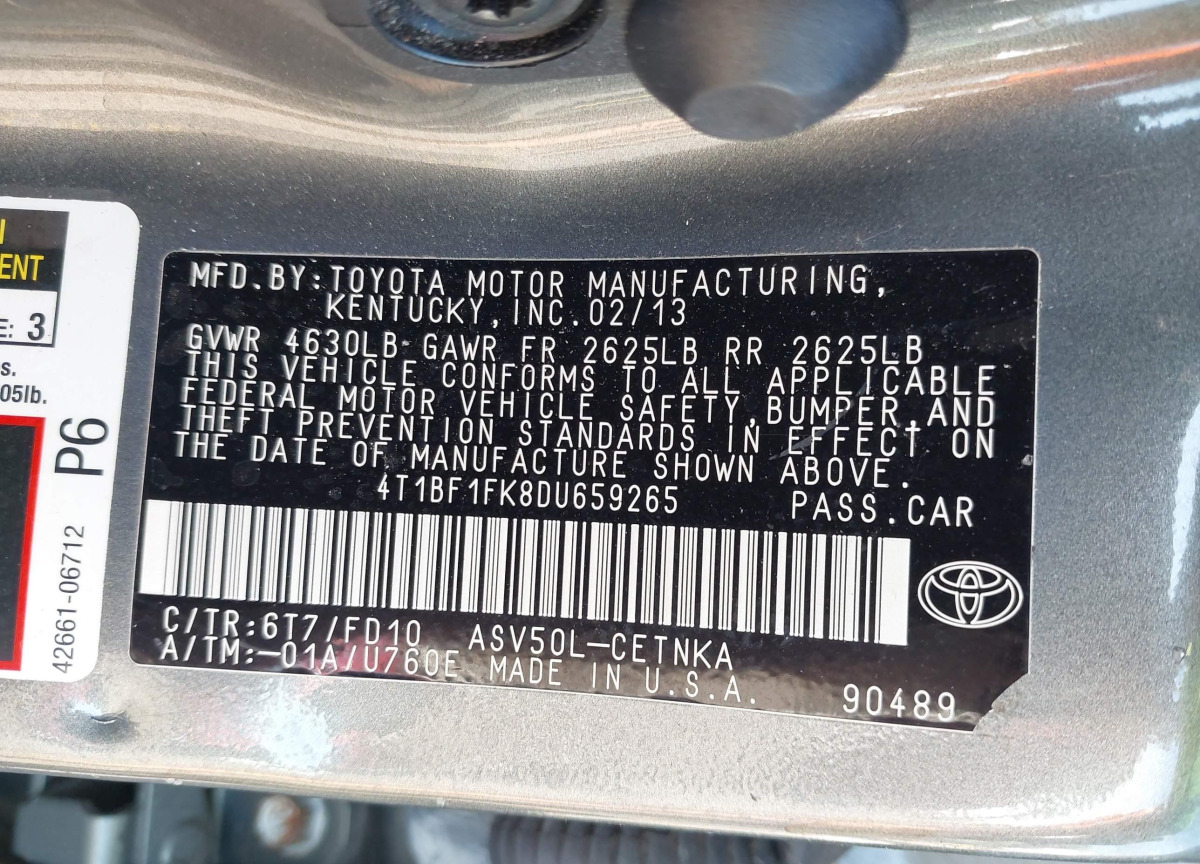 I
ENT
E: 3
s.
05lb.
P6
42661-06712
MFD.BY:TOYOTA MOTOR MANUFACTURING,
KENTUCKY,INC.02/13
GVWR 4630LB GAWR FR 2625LB RR 2625LB
THIS VEHICLE CONFORMS TO ALL APPLICABLE
FEDERAL MOTOR VEHICLE SAFETY,BUMPER,AND
THEFT PREVENTION STANDARDS IN EFFECT ON
THE DATE OF MANUFACTURE SHOWN ABOVE.
4T1BF1FK8DU659265 PASS.CAR
C/TR:6T7/FD10 ASV50L-CETNKA
A/TM:-01A/U760E MADE IN U.S.A.
90489